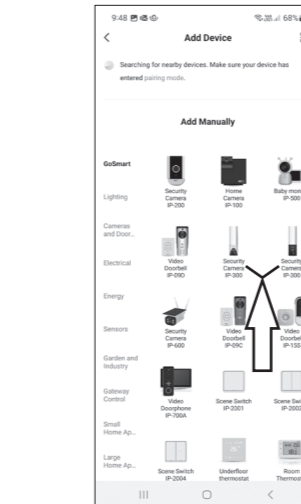 9:48
68%
Add Device
Searching for nearby devices. Make sure your device has
entered pairing mode.
Add Manually
GoSmart
Lighting
Cameras
and Door...
Electrical
Energy
Sensors
Garden and
Industry
Gateway
Control
Small
Home Ap...
Large
Home Ap...
Security
Camera
IP-200
Home
Camera
IP-100
Baby mon
IP-500
Video
Doorbell
IP-09D
Security
Camera
IP-300
Security
Camera
IP-300
Security
Camera
IP-600
Video
Doorbell
IP-09C
Video
Doorbel
IP-15S
Video
Doorphone
IP-700A
Scene Switch
IP-2001
Scene Swi
IP-2002
Scene Switch
IP-2004
Underfloor
thermostat
Room
Thermos